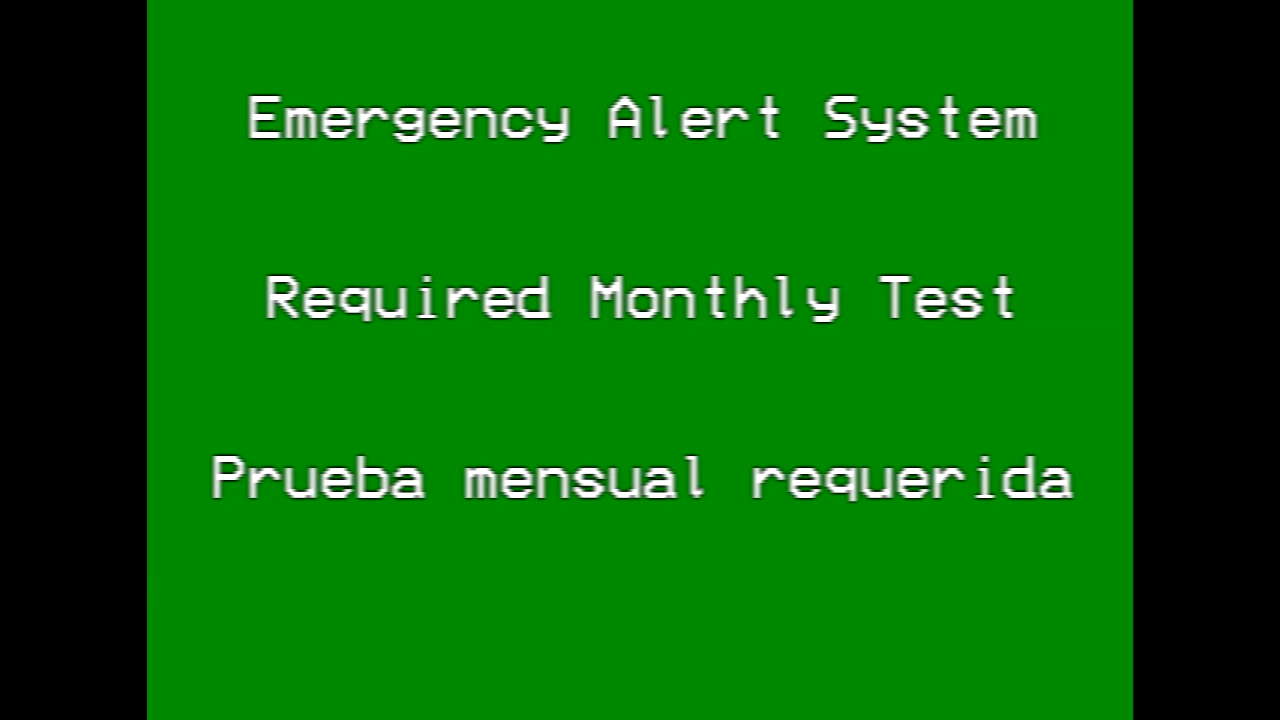 Emergency Alert System
Required Monthly Test
Prueba mensual requerida